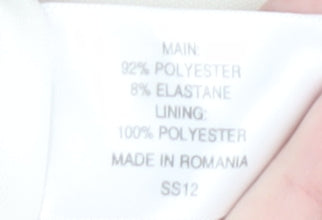 MAIN:
92% POLYESTER
8% ELASTANE
LINING:
100% POLYESTER
MADE IN ROMANIA
SS12